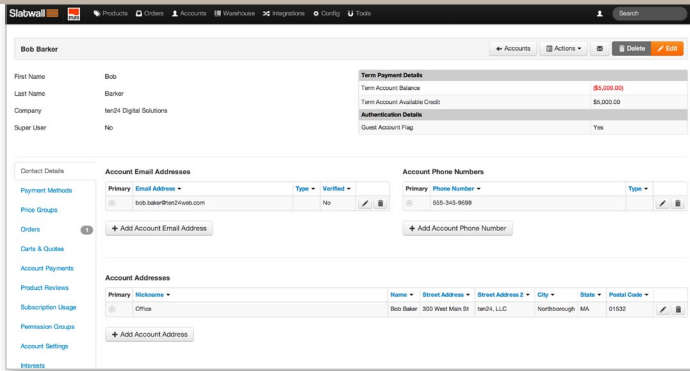 Slatwall mini Products Orders Accounts Warehouse Integrations Config Tools Search
Bob Barker Accounts Actions Delete Edit
First Name Bob
Last Name Barker
Company ten24 Digital Solutions
Super User No
Term Payment Details
Term Account Balance ($5,000.00)
Term Account Available Credit $5,000.00
Authentication Details
Guest Account Flag Yes
Contact Details
Payment Methods
Price Groups
Orders 1
Carts & Quotes
Account Payments
Product Reviews
Subscription Usage
Permission Groups
Account Settings
Interests
Account Email Addresses
Primary Email Address Type Verified
bob.baker@ten24web.com No
+ Add Account Email Address
Account Phone Numbers
Primary Phone Number Type
555-345-9699
+ Add Account Phone Number
Account Addresses
Primary Nickname Name Street Address Street Address 2 City State Postal Code
Office Bob Baker 300 West Main St ten24, LLC Northborough MA 01532
+ Add Account Address